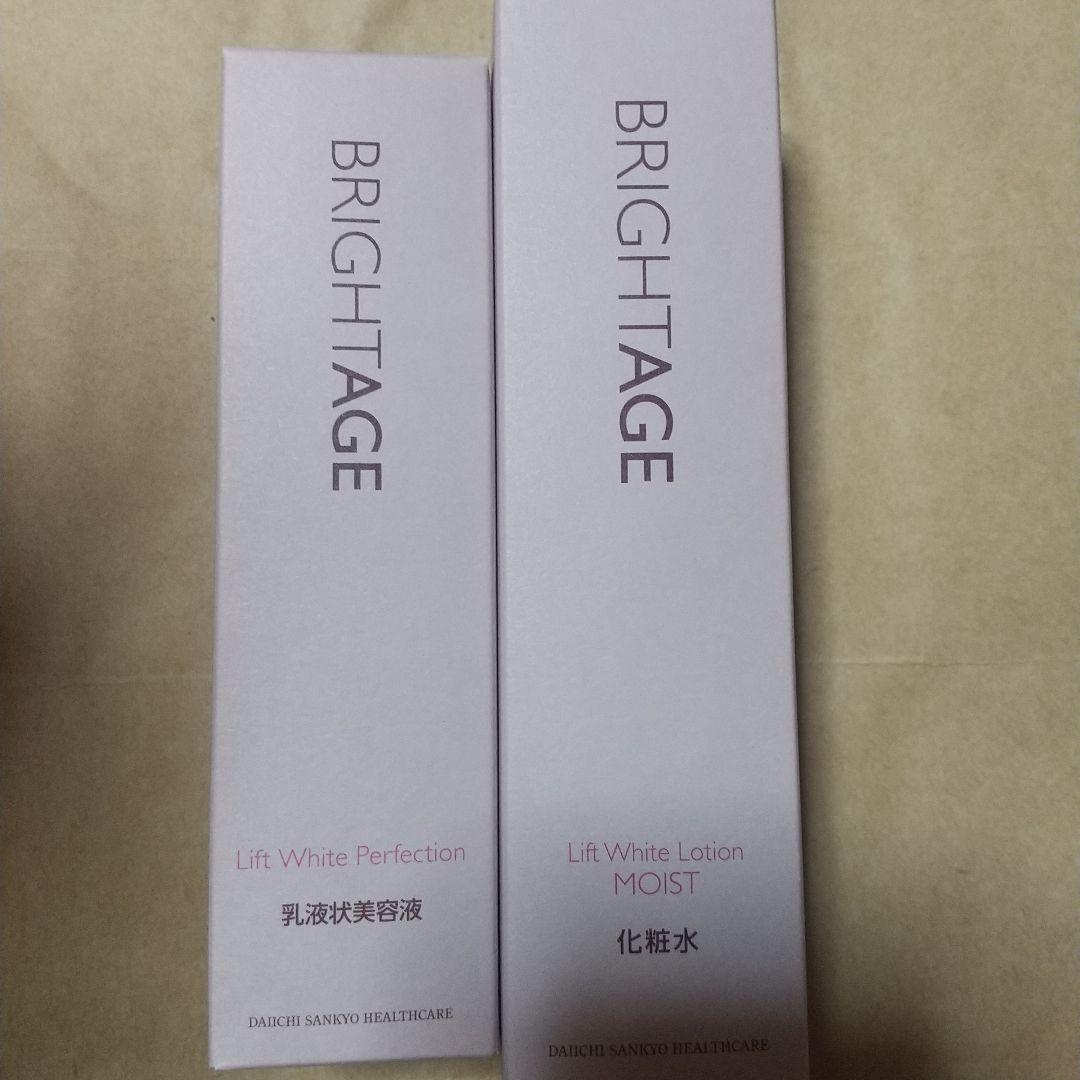 BRIGHTAGE
Lift White Perfection
乳液状美容液
DAIICHI SANKYO HEALTHCARE
BRIGHTAGE
Lift White Lotion
MOIST
化粧水
DAIICHI SANKYO HEALTHCARE